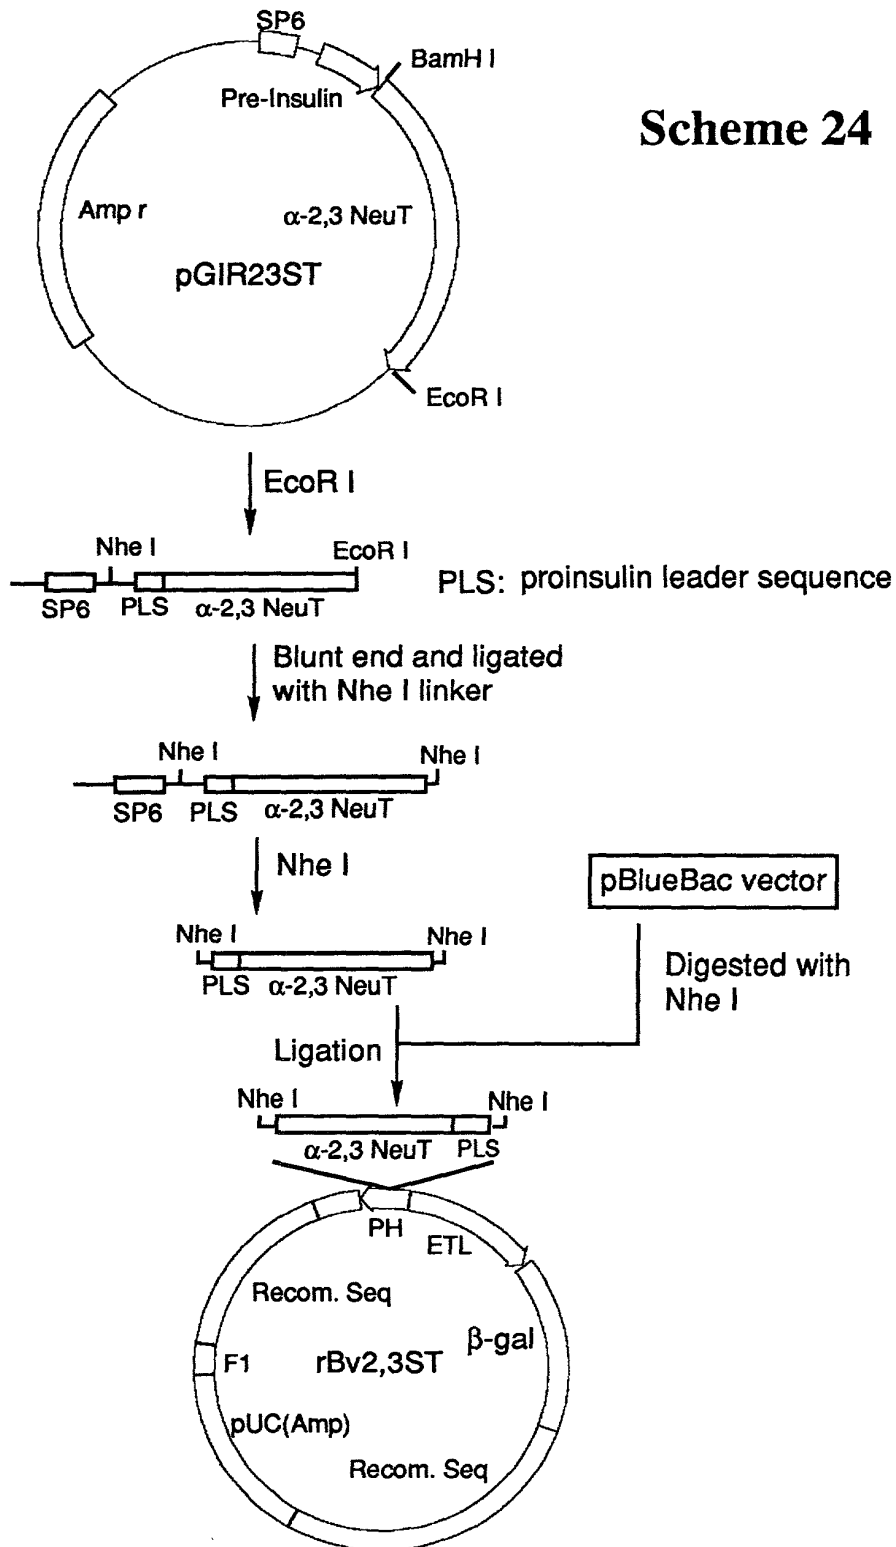 SP6
BamH I
Pre-Insulin
Scheme 24
Amp r
α-2,3 NeuT
pGIR23ST
EcoR I
EcoR I
Nhe I
EcoR I
SP6
PLS
α-2,3 NeuT
PLS: proinsulin leader sequence
Blunt end and ligated
with Nhe I linker
Nhe I
Nhe I
SP6
PLS
α-2,3 NeuT
Nhe I
pBlueBac vector
Nhe I
Nhe I
PLS
α-2,3 NeuT
Digested with
Nhe I
Ligation
Nhe I
Nhe I
α-2,3 NeuT
PLS
PH
ETL
Recom. Seq
β-gal
F1
rBv2,3ST
pUC(Amp)
Recom. Seq